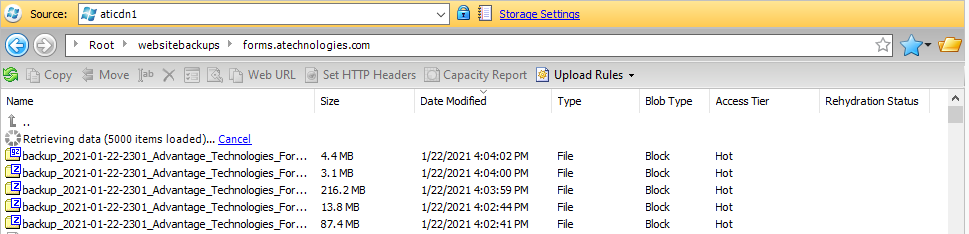 Source: aticdn1 Storage Settings
Root websitebackups forms.atechnologies.com
Copy Move Web URL Set HTTP Headers Capacity Report Upload Rules
Name Size Date Modified Type Blob Type Access Tier Rehydration Status
..
Retrieving data (5000 items loaded)... Cancel
backup_2021-01-22-2301_Advantage_Technologies_For... 4.4 MB 1/22/2021 4:04:02 PM File Block Hot
backup_2021-01-22-2301_Advantage_Technologies_For... 3.1 MB 1/22/2021 4:04:00 PM File Block Hot
backup_2021-01-22-2301_Advantage_Technologies_For... 216.2 MB 1/22/2021 4:03:59 PM File Block Hot
backup_2021-01-22-2301_Advantage_Technologies_For... 13.8 MB 1/22/2021 4:02:44 PM File Block Hot
backup_2021-01-22-2301_Advantage_Technologies_For... 87.4 MB 1/22/2021 4:02:41 PM File Block Hot